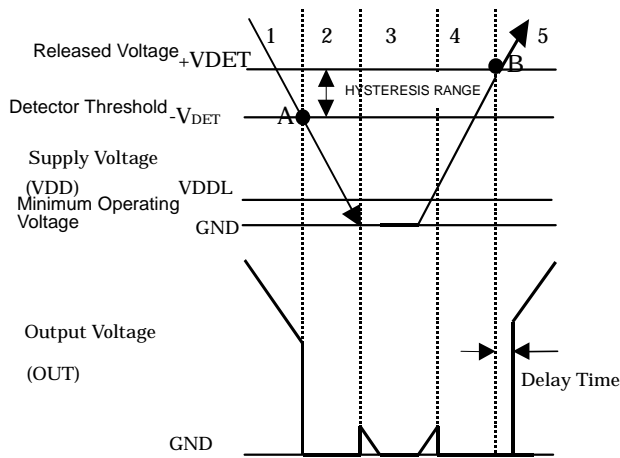 1 2 3 4 5
Released Voltage +VDET
B
HYSTERESIS RANGE
Detector Threshold -VDET
A
Supply Voltage
(VDD)
VDDL
Minimum Operating
Voltage
GND
Output Voltage
(OUT)
Delay Time
GND